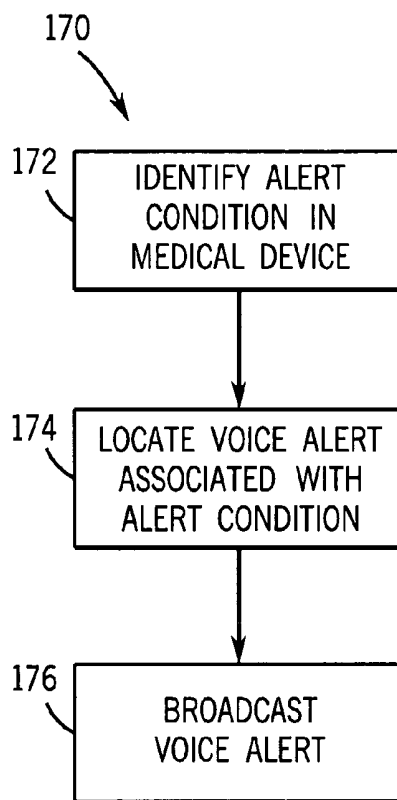 170
172
IDENTIFY ALERT
CONDITION IN
MEDICAL DEVICE
174
LOCATE VOICE ALERT
ASSOCIATED WITH
ALERT CONDITION
176
BROADCAST
VOICE ALERT